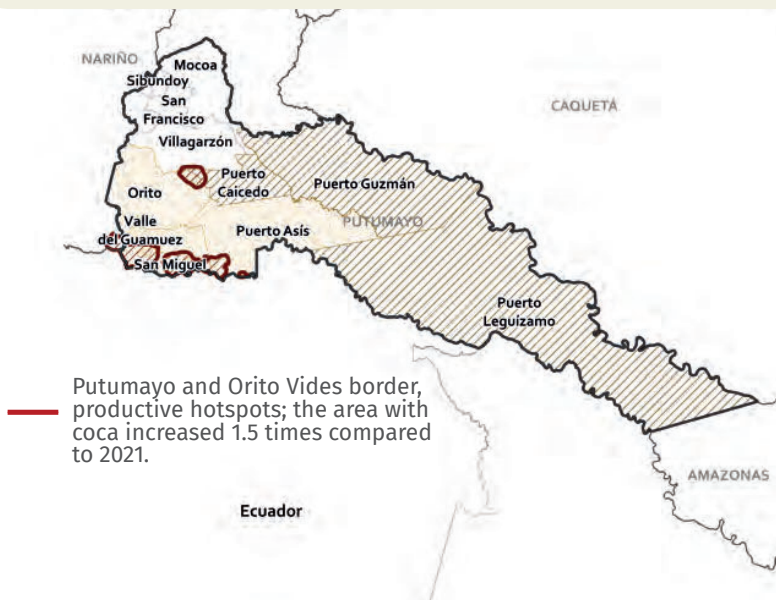 NARIÑO
Mocoa
Sibundoy
San
Francisco
CAQUETÁ
Villagarzón
Puerto
Caicedo
Puerto Guzmán
Orito
PUTUMAYO
Valle
del Guamuez
Puerto Asís
San Miguel
Puerto
Leguizamo
Putumayo and Orito Vides border,
productive hotspots; the area with
coca increased 1.5 times compared
to 2021.
AMAZONAS
Ecuador